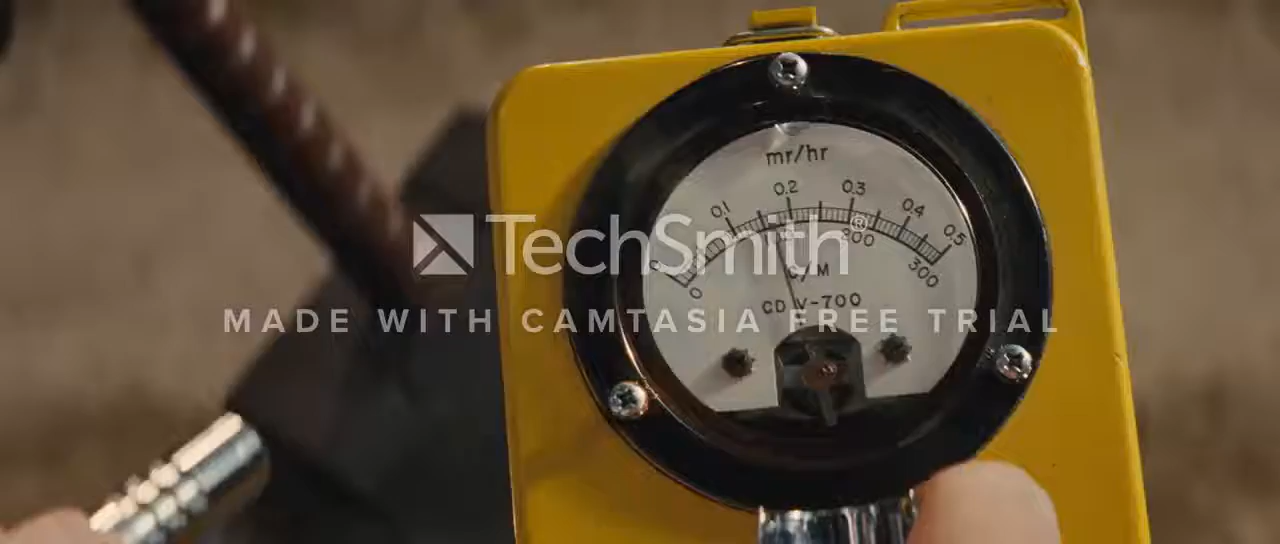 mr/hr
0 0.1 0.2 0.3 0.4 0.5
0 200 300
C/M
CD V-700
TechSmith®
MADE WITH CAMTASIA FREE TRIAL